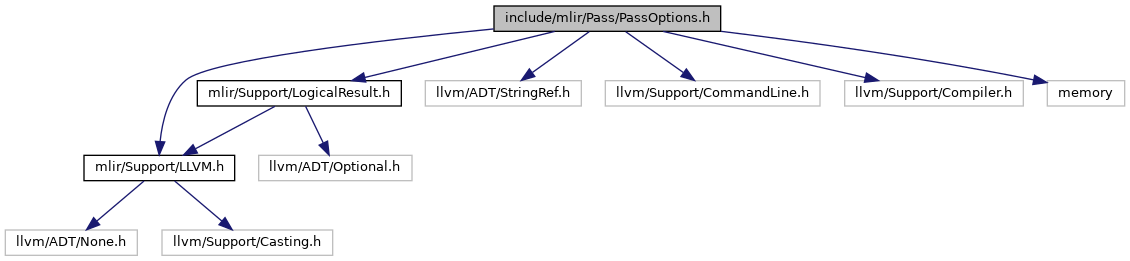 include/mlir/Pass/PassOptions.h
mlir/Support/LogicalResult.h
llvm/ADT/StringRef.h
llvm/Support/CommandLine.h
llvm/Support/Compiler.h
memory
mlir/Support/LLVM.h
llvm/ADT/Optional.h
llvm/ADT/None.h
llvm/Support/Casting.h